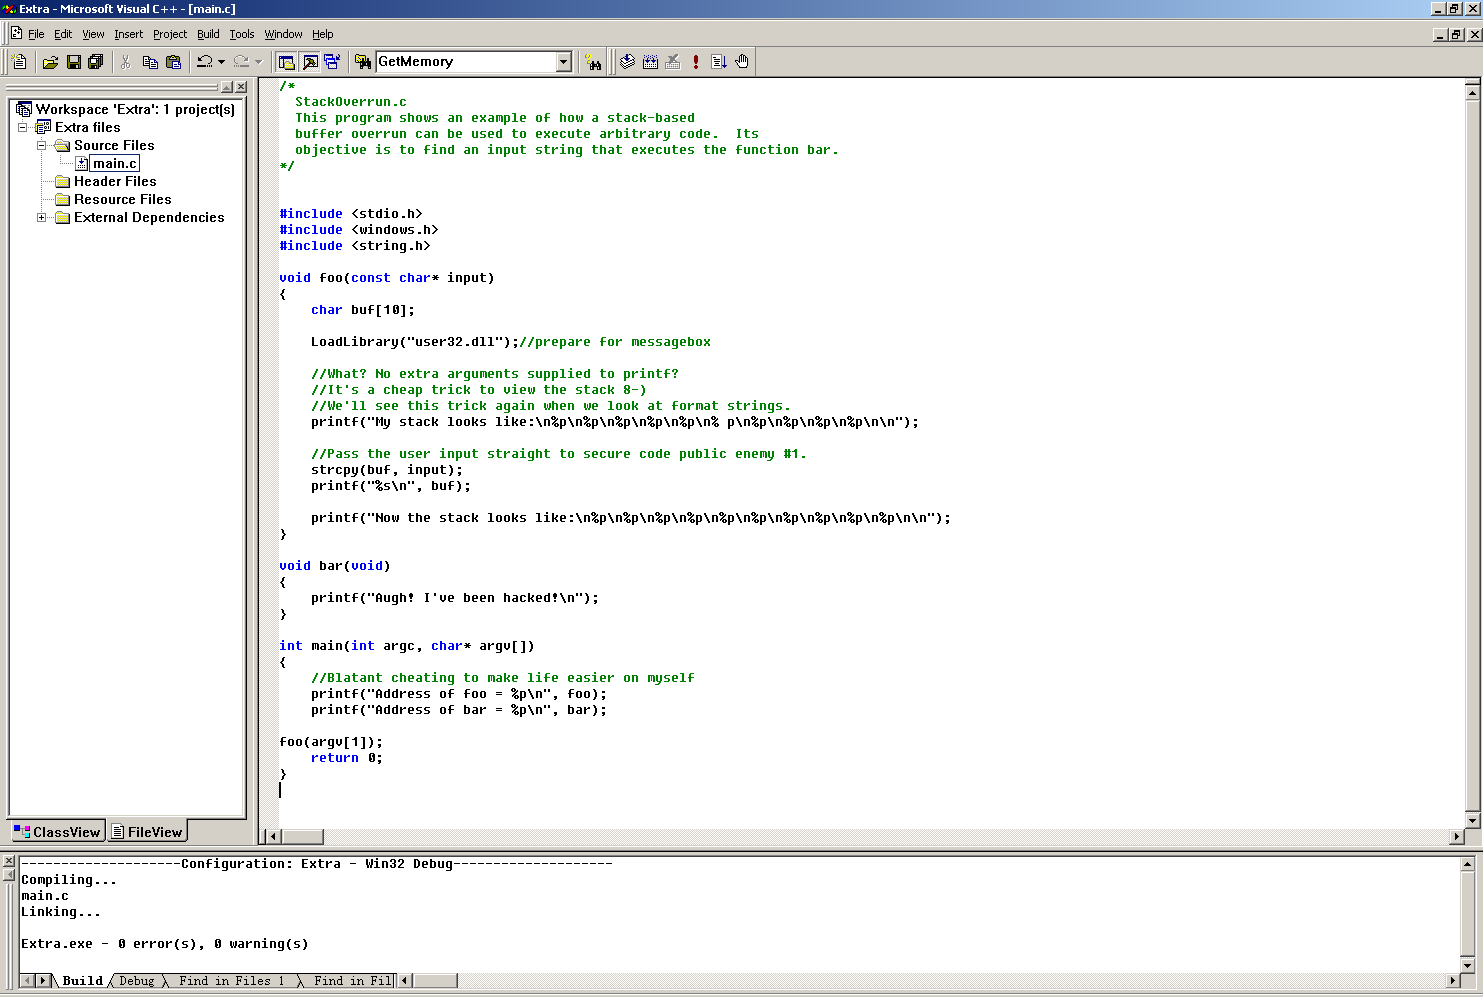 Extra - Microsoft Visual C++ - [main.c]
File Edit View Insert Project Build Tools Window Help
GetMemory
Workspace 'Extra': 1 project(s)
Extra files
Source Files
main.c
Header Files
Resource Files
External Dependencies
ClassView FileView
/*
  StackOverrun.c
  This program shows an example of how a stack-based
  buffer overrun can be used to execute arbitrary code.  Its
  objective is to find an input string that executes the function bar.
*/
#include <stdio.h>
#include <windows.h>
#include <string.h>
void foo(const char* input)
{
    char buf[10];
    LoadLibrary("user32.dll");//prepare for messagebox
    //What? No extra arguments supplied to printf?
    //It's a cheap trick to view the stack 8-)
    //We'll see this trick again when we look at format strings.
    printf("My stack looks like:\n%p\n%p\n%p\n%p\n%p\n% p\n%p\n%p\n%p\n%p\n\n");
    //Pass the user input straight to secure code public enemy #1.
    strcpy(buf, input);
    printf("%s\n", buf);
    printf("Now the stack looks like:\n%p\n%p\n%p\n%p\n%p\n%p\n%p\n%p\n%p\n%p\n\n");
}
void bar(void)
{
    printf("Augh! I've been hacked!\n");
}
int main(int argc, char* argv[])
{
    //Blatant cheating to make life easier on myself
    printf("Address of foo = %p\n", foo);
    printf("Address of bar = %p\n", bar);
foo(argv[1]);
    return 0;
}
--------------------Configuration: Extra - Win32 Debug--------------------
Compiling...
main.c
Linking...
Extra.exe - 0 error(s), 0 warning(s)
Build Debug Find in Files 1 Find in Fil